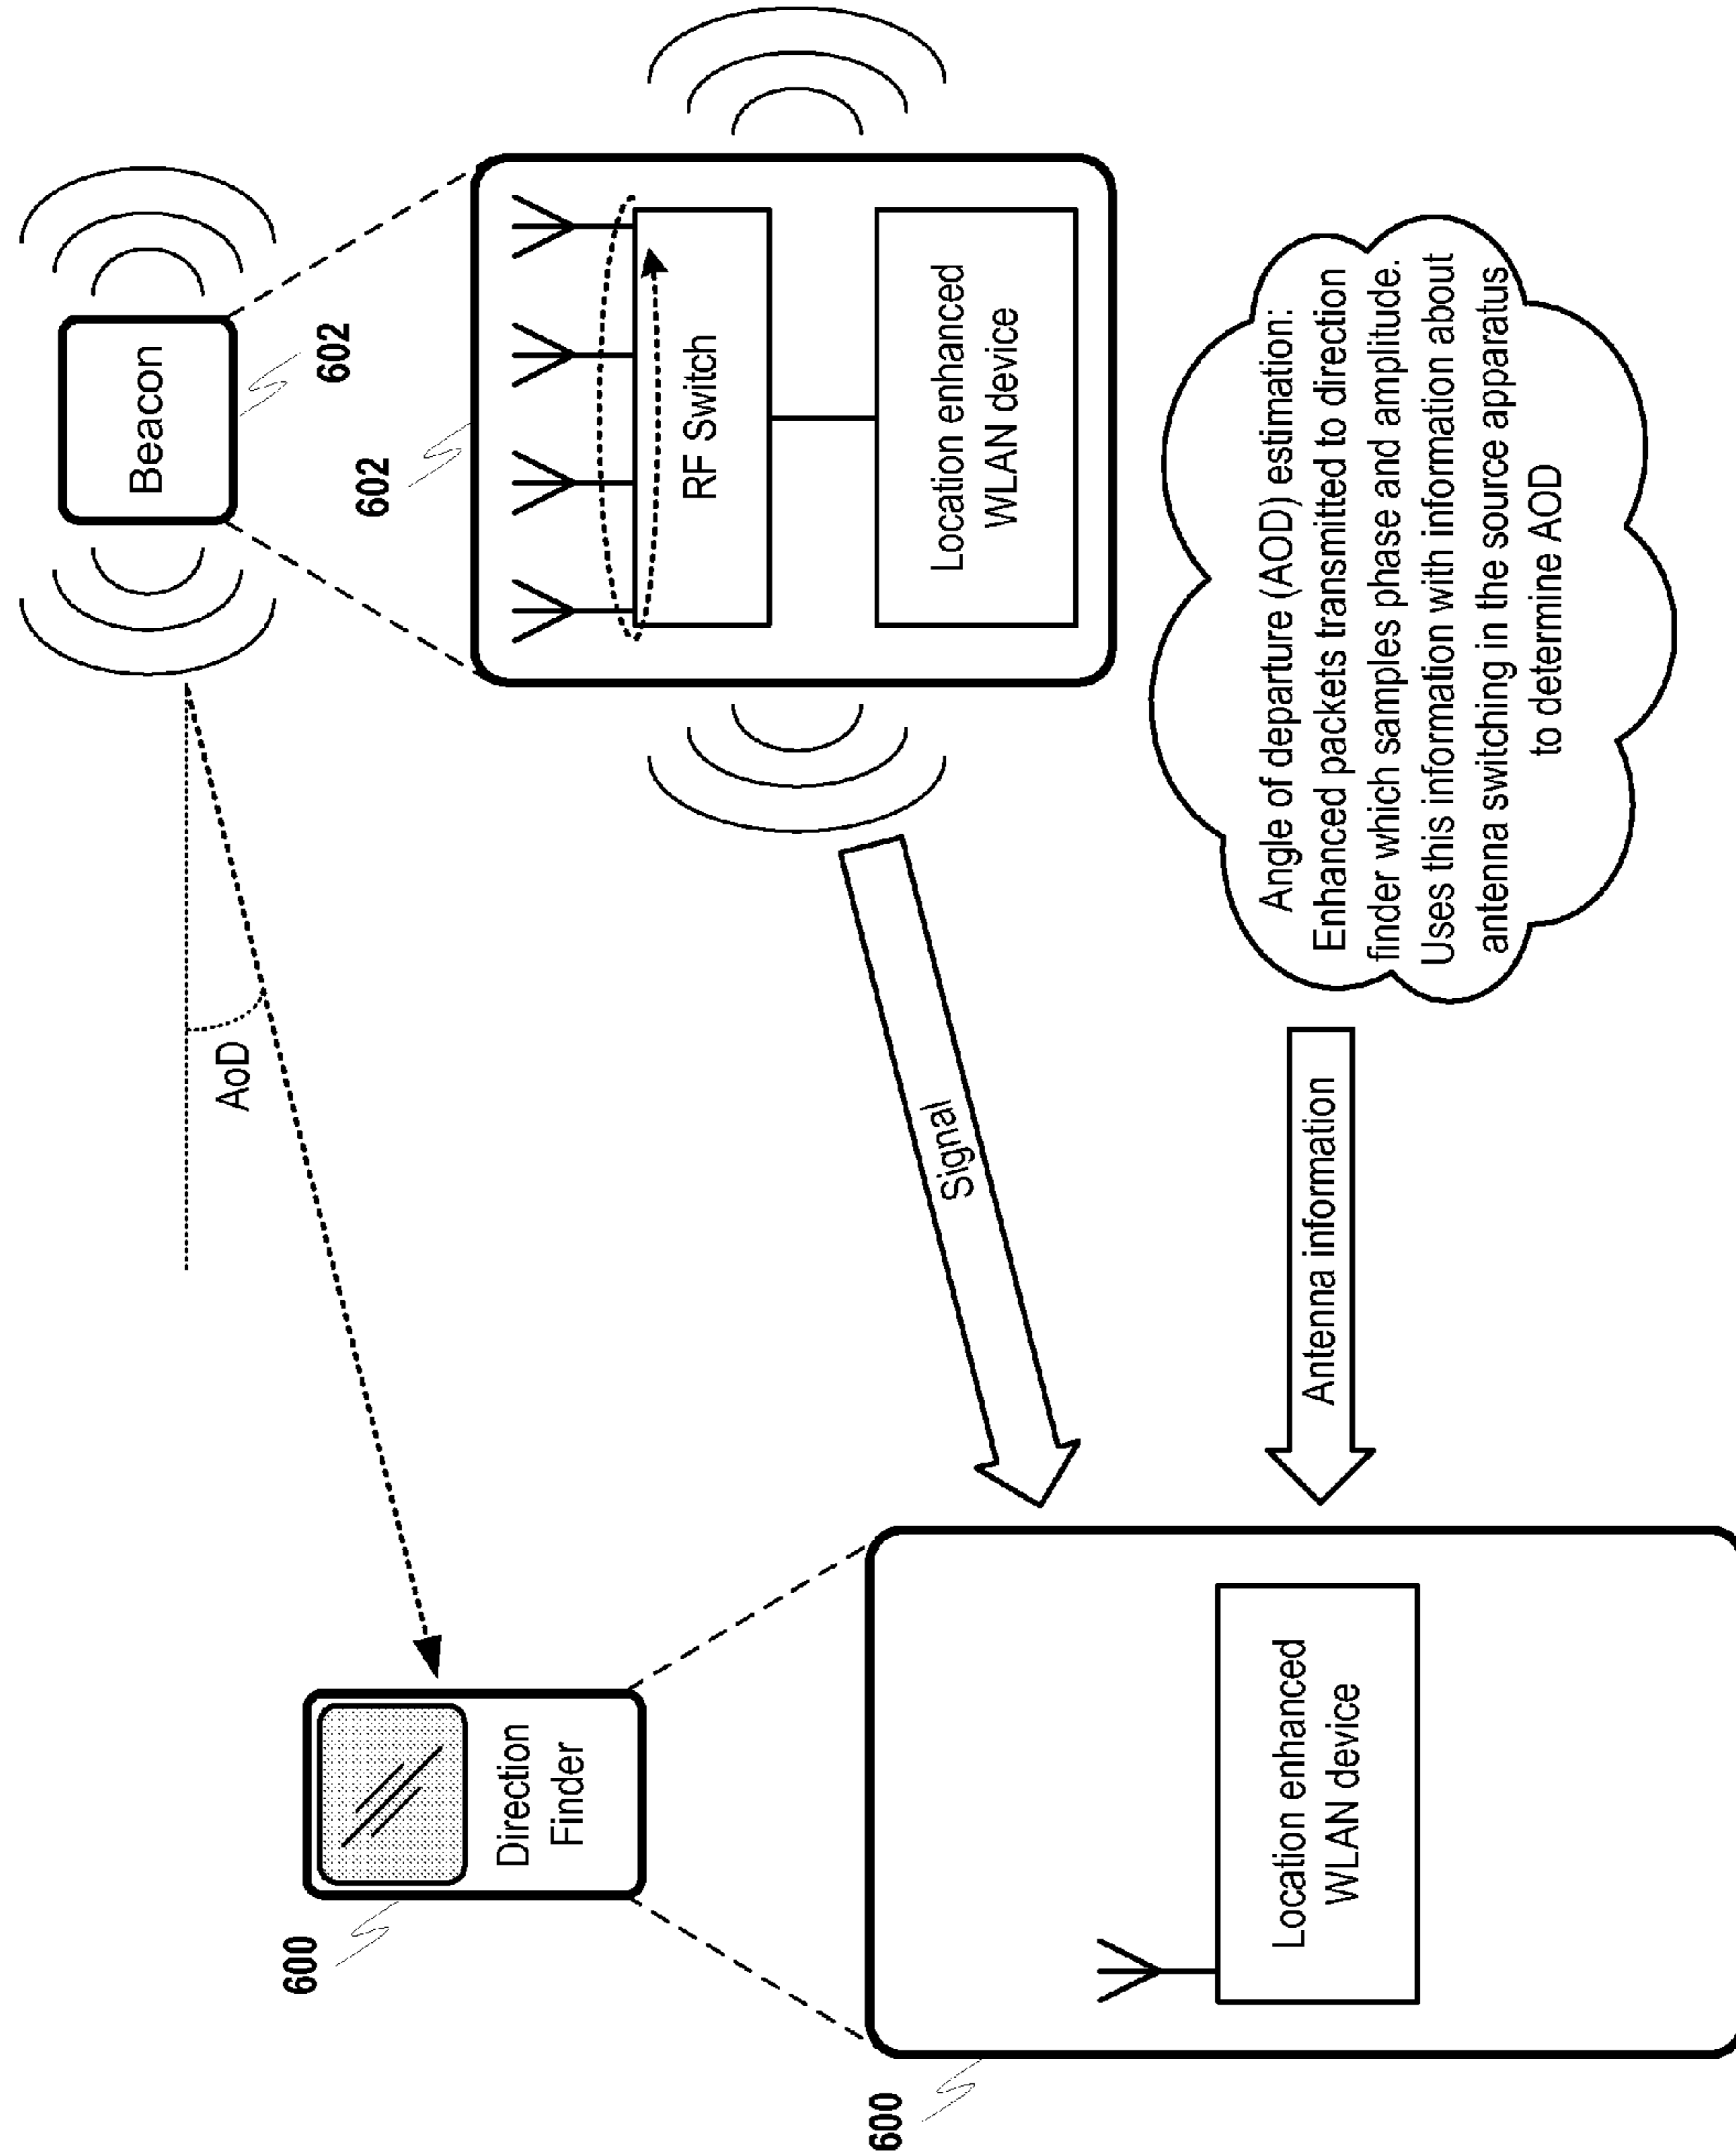 600
Direction
Finder
AoD
Beacon
602
600
Location enhanced
WLAN device
Signal
602
RF Switch
Location enhanced
WLAN device
Antenna information
Angle of departure (AOD) estimation:
Enhanced packets transmitted to direction
finder which samples phase and amplitude.
Uses this information with information about
antenna switching in the source apparatus
to determine AOD